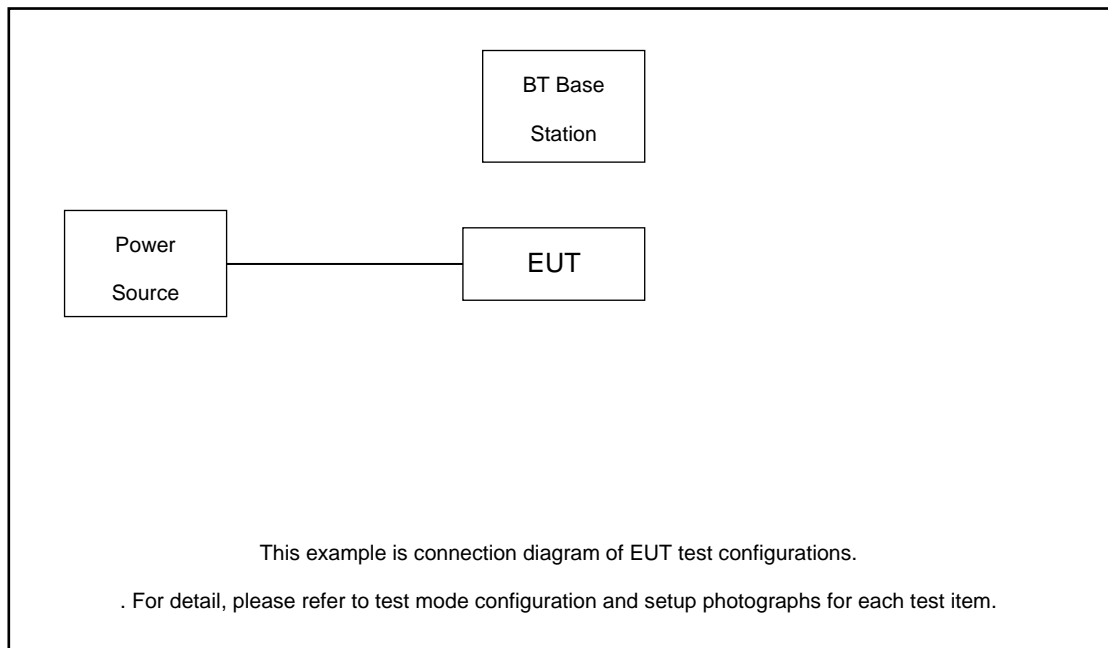 BT Base
Station
Power
Source
EUT
This example is connection diagram of EUT test configurations.
. For detail, please refer to test mode configuration and setup photographs for each test item.